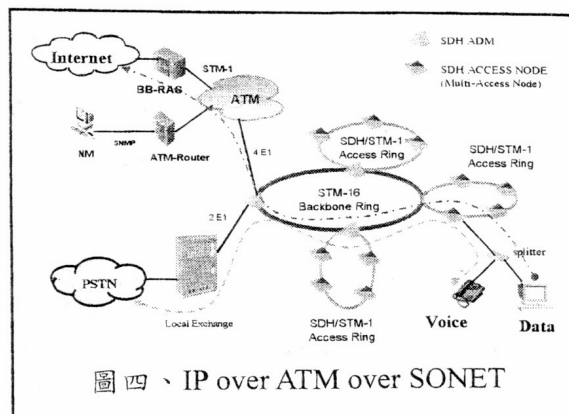 Internet
BB-RAS
STM-1
ATM
NM
SNMP
ATM-Router
4 E1
SDH ADM
SDH ACCESS NODE
(Multi-Access Node)
SDH/STM-1
Access Ring
SDH/STM-1
Access Ring
STM-16
Backbone Ring
2 E1
PSTN
Local Exchange
SDH/STM-1
Access Ring
splitter
Voice
Data
圖四、IP over ATM over SONET